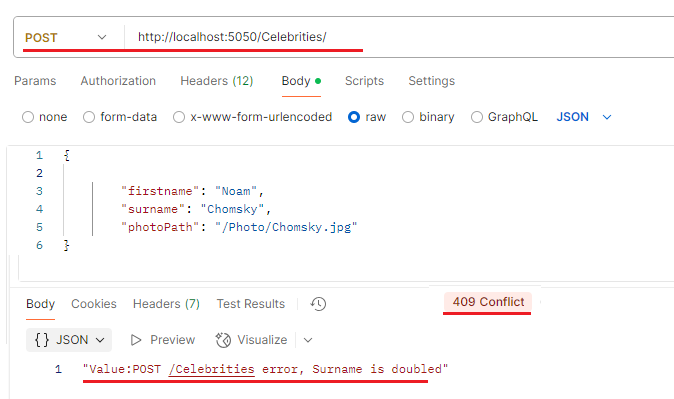 POST http://localhost:5050/Celebrities/
Params Authorization Headers (12) Body Scripts Settings
none form-data x-www-form-urlencoded raw binary GraphQL JSON
1 {
2
3 "firstname": "Noam",
4 "surname": "Chomsky",
5 "photoPath": "/Photo/Chomsky.jpg"
6 }
Body Cookies Headers (7) Test Results 409 Conflict
{} JSON Preview Visualize
1 "Value:POST /Celebrities error, Surname is doubled"